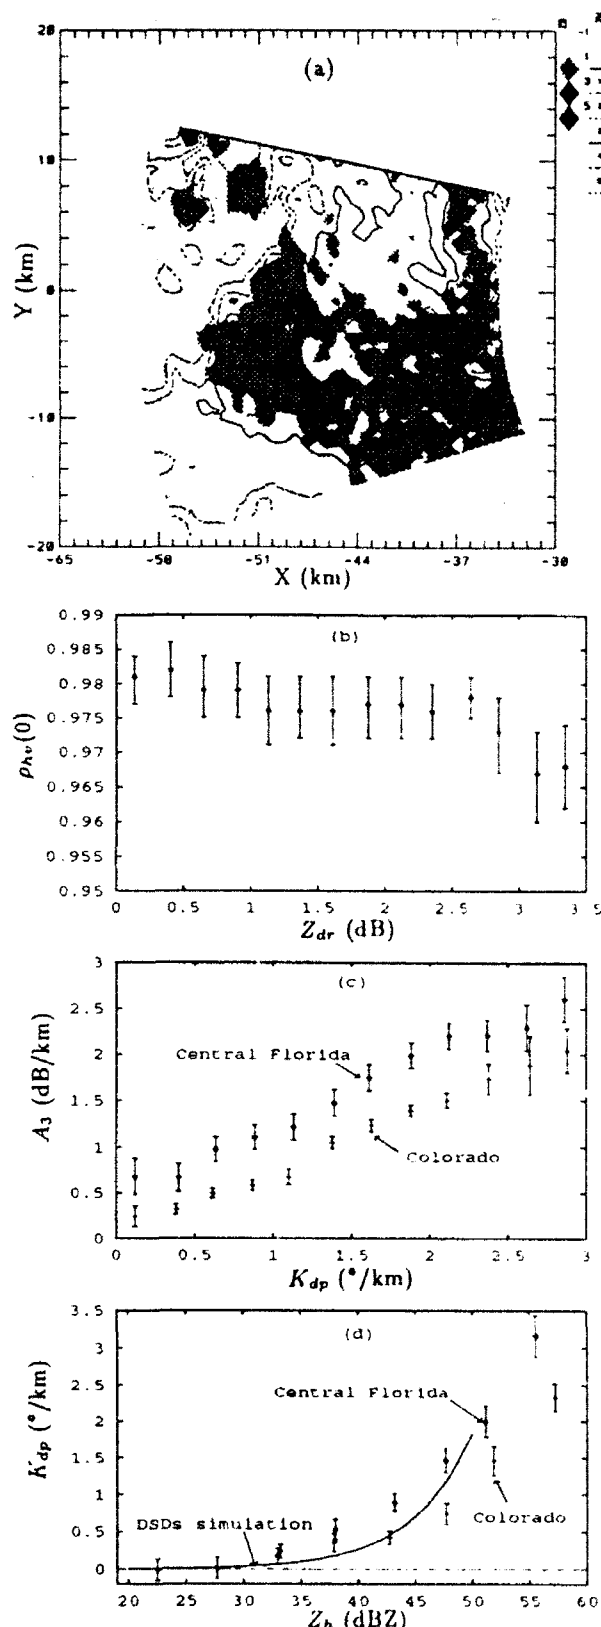 20
(a)
10
Y (km)
0
-10
-20
-65 -50 -51 -44 -37 -30
X (km)
0.99
(b)
0.985
0.98
0.975
ρhv(0)
0.97
0.965
0.96
0.955
0.95
0 0.5 1 1.5 2 2.5 3 3 5
Zdr (dB)
3
(c)
2.5
Central Florida
2
A3 (dB/km)
1.5
Colorado
1
0.5
0
0 0.5 1 1.5 2 2.5 3
Kdp (°/km)
3.5
(d)
3
2.5
Central Florida
2
Kdp (°/km)
1.5
Colorado
1
DSDs simulation
0.5
0
20 25 30 35 40 45 50 55 60
Zh (dBZ)